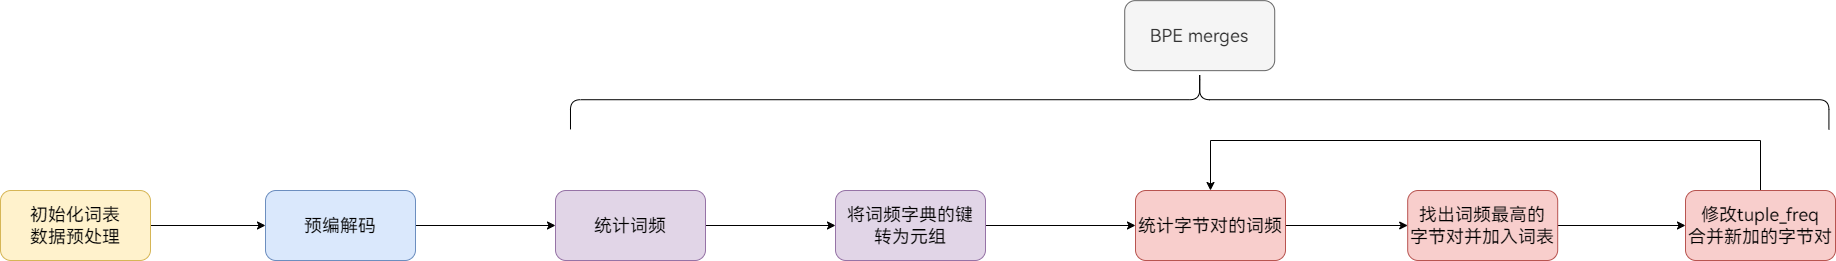 BPE merges
初始化词表
数据预处理
预编解码
统计词频
将词频字典的键
转为元组
统计字节对的词频
找出词频最高的
字节对并加入词表
修改tuple_freq
合并新加的字节对